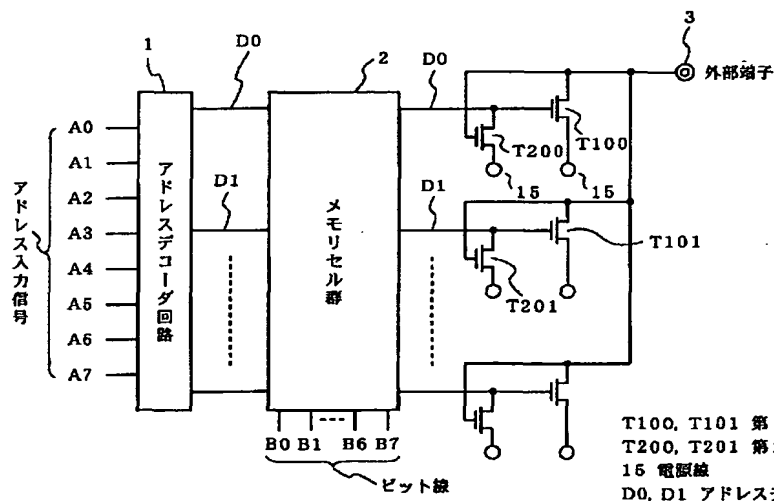 1
D0
2
D0
3
外部端子
A0
A1
A2
A3
A4
A5
A6
A7
アドレス入力信号
アドレスデコーダ回路
D1
メモリセル群
D1
T200
T100
15
15
T101
T201
B0 B1 B6 B7
ビット線
T100, T101 第
T200, T201 第
15 電源線
D0, D1 アドレス